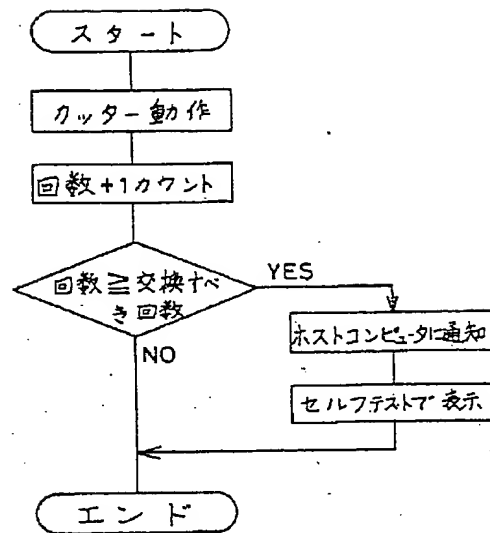 スタート
カッター動作
回数+1カウント
回数≧交換すべ
き回数
YES
ホストコンピュータに通知
NO
セルフテストで表示
エンド